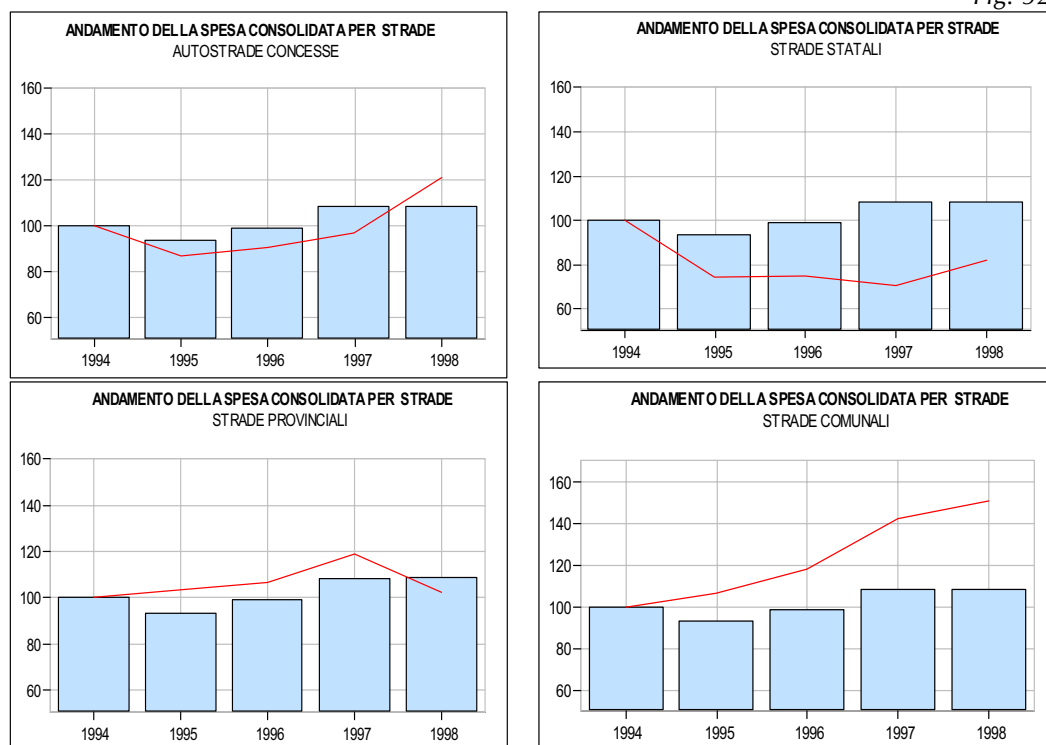 Fig. 32
ANDAMENTO DELLA SPESA CONSOLIDATA PER STRADE
AUTOSTRADE CONCESSE
160
140
120
100
80
60
1994 1995 1996 1997 1998
ANDAMENTO DELLA SPESA CONSOLIDATA PER STRADE
STRADE STATALI
160
140
120
100
80
60
1994 1995 1996 1997 1998
ANDAMENTO DELLA SPESA CONSOLIDATA PER STRADE
STRADE PROVINCIALI
160
140
120
100
80
60
1994 1995 1996 1997 1998
ANDAMENTO DELLA SPESA CONSOLIDATA PER STRADE
STRADE COMUNALI
160
140
120
100
80
60
1994 1995 1996 1997 1998